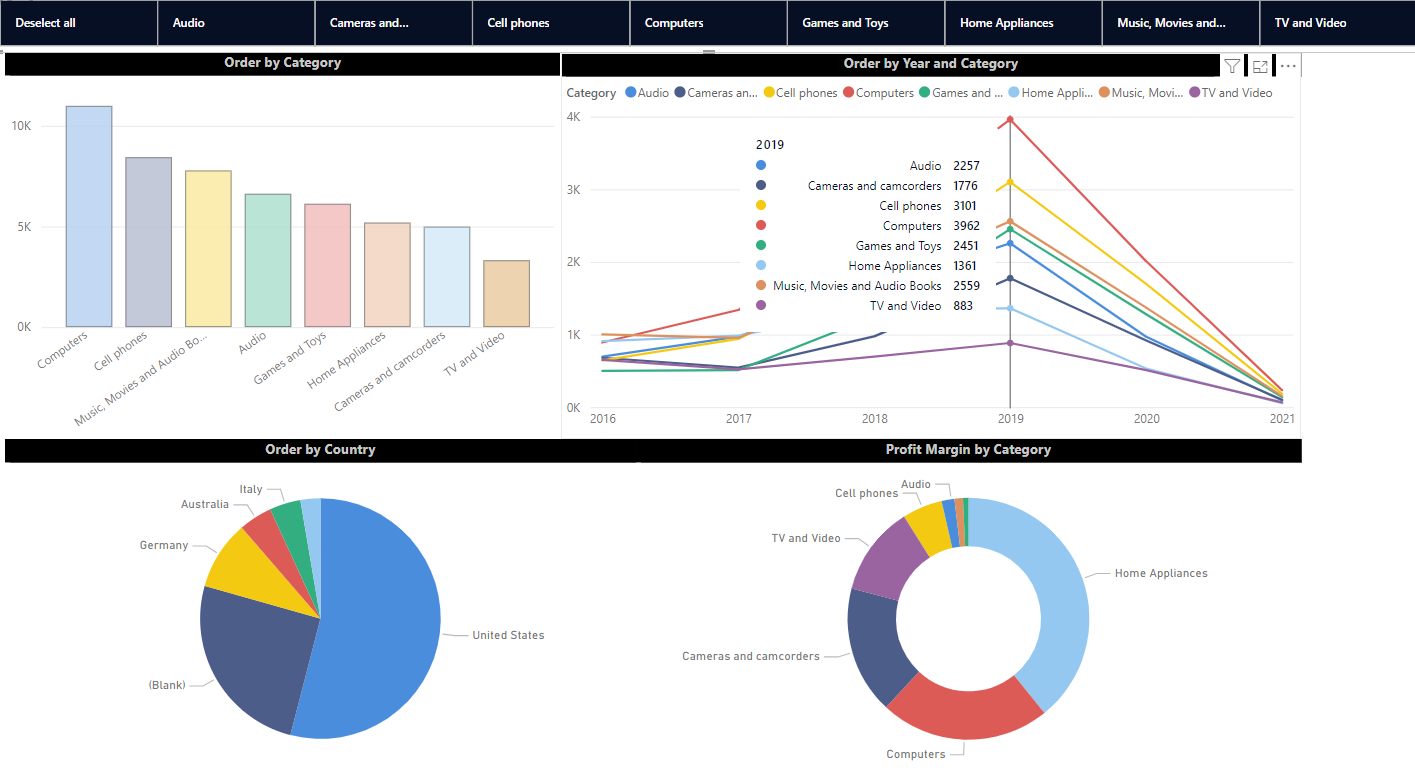 Deselect all
Audio
Cameras and...
Cell phones
Computers
Games and Toys
Home Appliances
Music, Movies and...
TV and Video
Order by Category
10K
5K
0K
Computers
Cell phones
Music, Movies and Audio Bo...
Audio
Games and Toys
Home Appliances
Cameras and camcorders
TV and Video
Order by Year and Category
Category Audio Cameras an... Cell phones Computers Games and ... Home Appli... Music, Movi... TV and Video
4K
3K
2K
1K
0K
2019
Audio 2257
Cameras and camcorders 1776
Cell phones 3101
Computers 3962
Games and Toys 2451
Home Appliances 1361
Music, Movies and Audio Books 2559
TV and Video 883
2016 2017 2018 2019 2020 2021
Order by Country
Italy
Australia
Germany
United States
(Blank)
Profit Margin by Category
Audio
Cell phones
TV and Video
Home Appliances
Cameras and camcorders
Computers